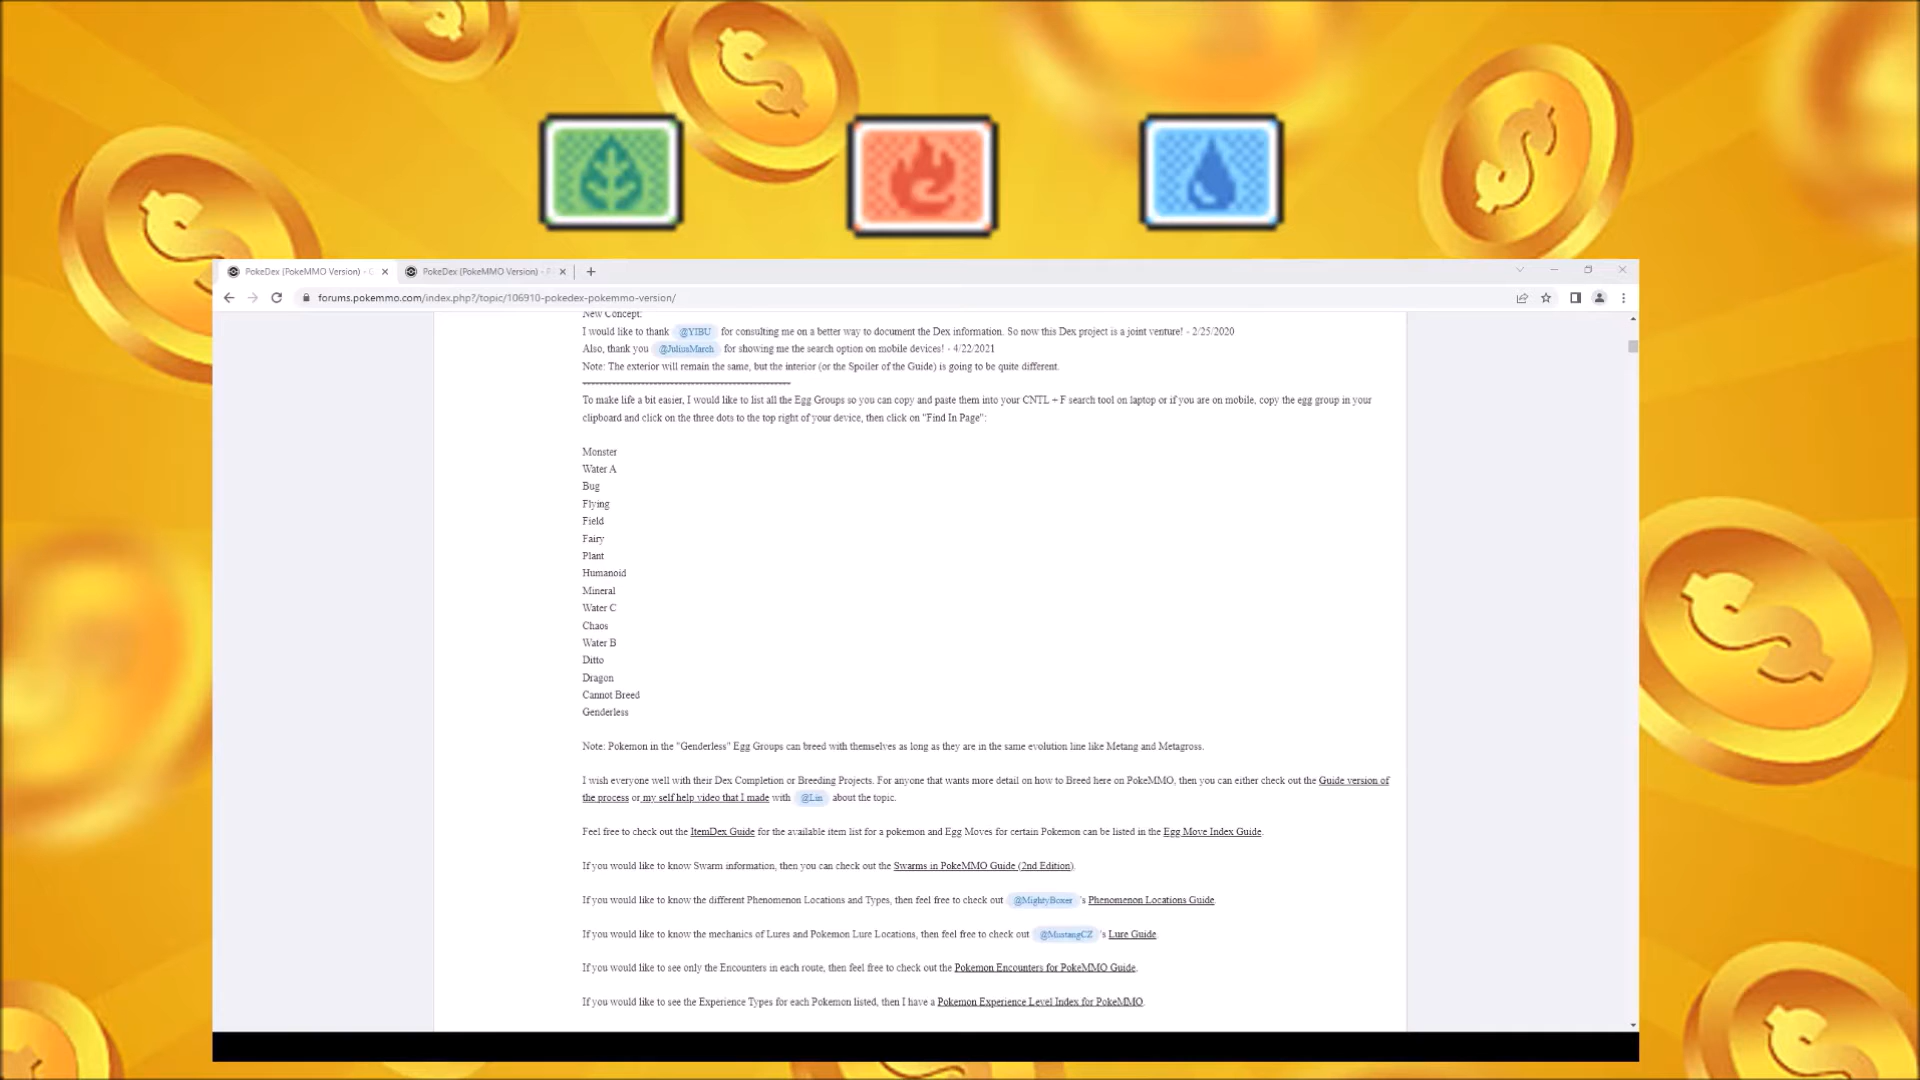 PokeDex (PokeMMO Version) - G
PokeDex (PokeMMO Version) -
forums.pokemmo.com/index.php?/topic/106910-pokedex-pokemmo-version/
New Concept:
I would like to thank @YIBU for consulting me on a better way to document the Dex information. So now this Dex project is a joint venture! - 2/25/2020
Also, thank you @JuliusMarch for showing me the search option on mobile devices! - 4/22/2021
Note: The exterior will remain the same, but the interior (or the Spoiler of the Guide) is going to be quite different.
To make life a bit easier, I would like to list all the Egg Groups so you can copy and paste them into your CNTL + F search tool on laptop or if you are on mobile, copy the egg group in your
clipboard and click on the three dots to the top right of your device, then click on "Find In Page":
Monster
Water A
Bug
Flying
Field
Fairy
Plant
Humanoid
Mineral
Water C
Chaos
Water B
Ditto
Dragon
Cannot Breed
Genderless
Note: Pokemon in the "Genderless" Egg Groups can breed with themselves as long as they are in the same evolution line like Metang and Metagross.
I wish everyone well with their Dex Completion or Breeding Projects. For anyone that wants more detail on how to Breed here on PokeMMO, then you can either check out the Guide version of
the process or my self help video that I made with @Lin about the topic.
Feel free to check out the ItemDex Guide for the available item list for a pokemon and Egg Moves for certain Pokemon can be listed in the Egg Move Index Guide.
If you would like to know Swarm information, then you can check out the Swarms in PokeMMO Guide (2nd Edition).
If you would like to know the different Phenomenon Locations and Types, then feel free to check out @MightyBoxer 's Phenomenon Locations Guide.
If you would like to know the mechanics of Lures and Pokemon Lure Locations, then feel free to check out @MustangCZ 's Lure Guide.
If you would like to see only the Encounters in each route, then feel free to check out the Pokemon Encounters for PokeMMO Guide.
If you would like to see the Experience Types for each Pokemon listed, then I have a Pokemon Experience Level Index for PokeMMO.